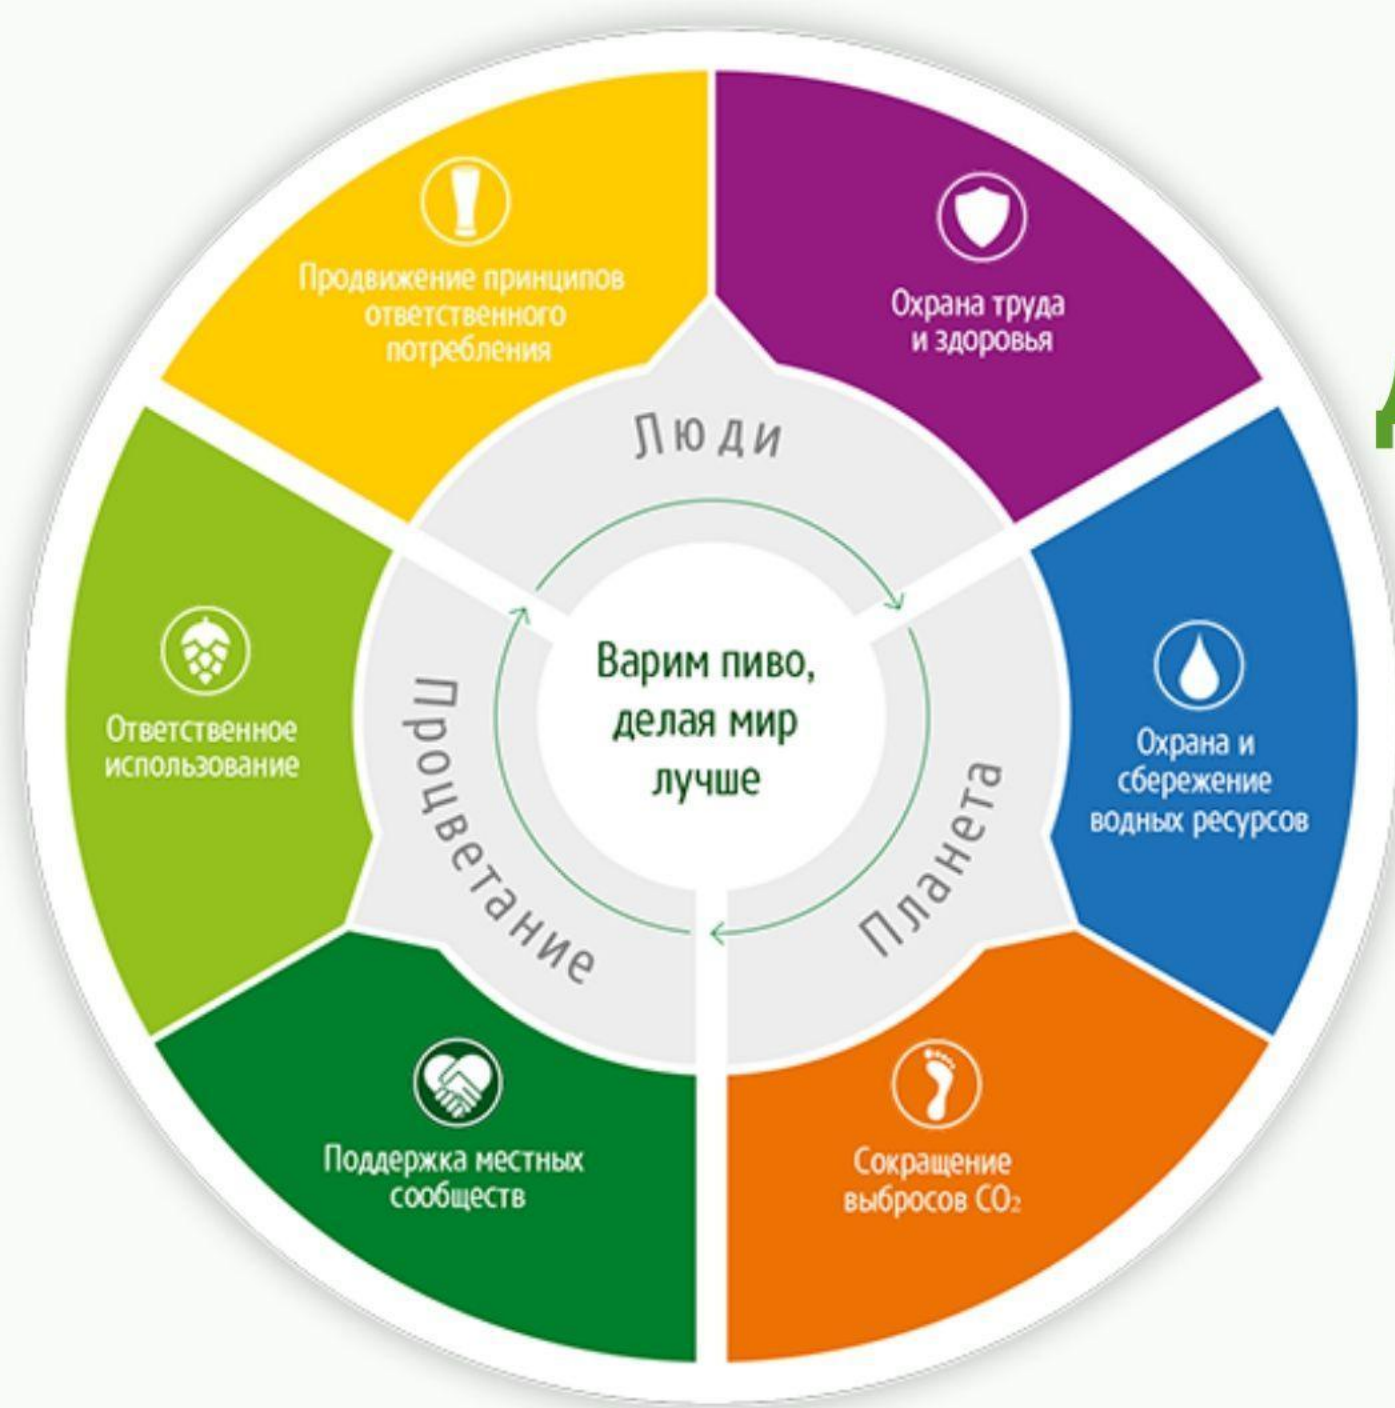 Продвижение принципов
ответственного
потребления
Охрана труда
и здоровья
Люди
Ответственное
использование
Процветание
Варим пиво,
делая мир
лучше
Планета
Охрана и
сбережение
водных ресурсов
Поддержка местных
сообществ
Сокращение
выбросов CO₂